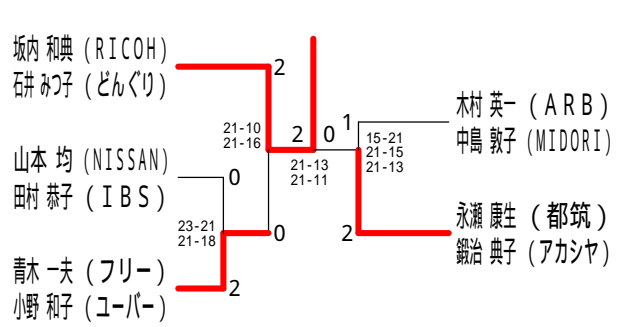 坂内 和典 (RICOH)
石井 みつ子 (どんぐり)
2
21-10
21-16
2 0
21-13
21-11
1
15-21
21-15
21-13
木村 英一 (ARB)
中島 敦子 (MIDORI)
山本 均 (NISSAN)
田村 恭子 (IBS)
0
23-21
21-18
0
2
永瀬 康生 (都筑)
鍛治 典子 (アカシヤ)
青木 一夫 (フリー)
小野 和子 (ユーバー)
2